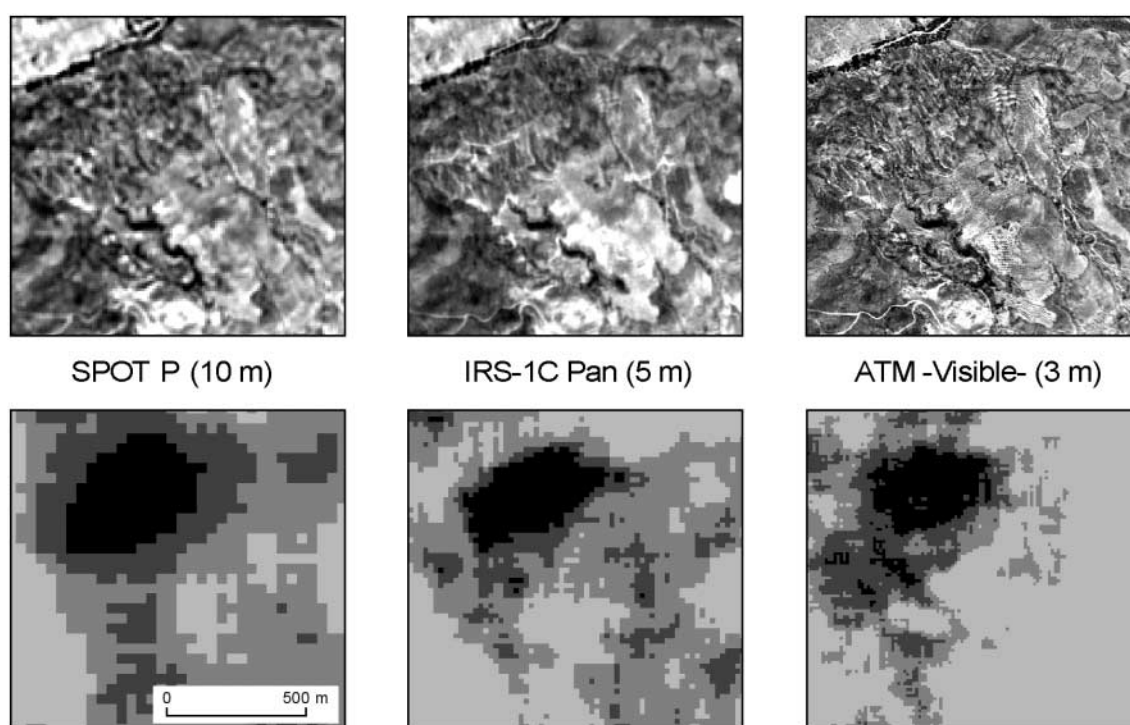 SPOT P (10 m)
IRS-1C Pan (5 m)
ATM -Visible- (3 m)
0 500 m